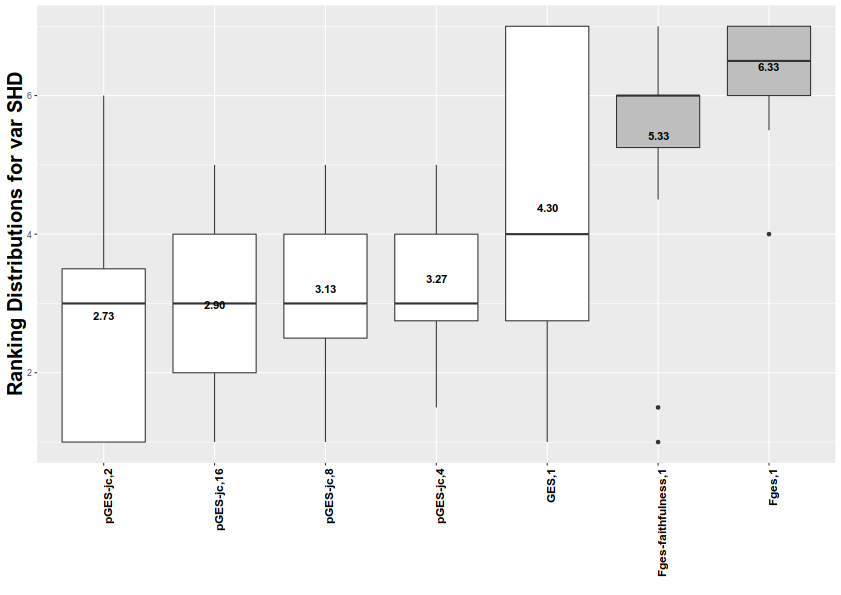 Ranking Distributions for var SHD
6
4
2
2.73
2.90
3.13
3.27
4.30
5.33
6.33
pGES-jc,2
pGES-jc,16
pGES-jc,8
pGES-jc,4
GES,1
Fges-faithfulness,1
Fges,1